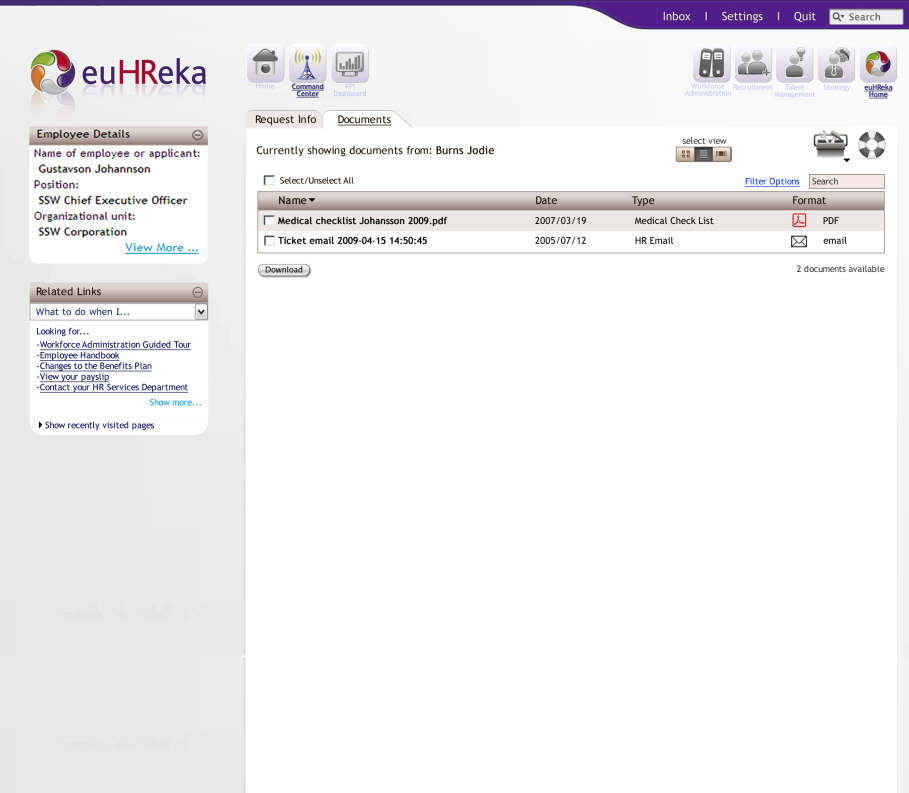 Inbox I Settings I Quit Search
euHReka
Home
Command Center
KPI Dashboard
Workforce Administration
Recruitment
Talent Management
Strategy
euHReka Home
Request Info
Documents
Employee Details
Name of employee or applicant:
Gustavson Johannson
Position:
SSW Chief Executive Officer
Organizational unit:
SSW Corporation
View More ...
Related Links
What to do when I...
Looking for...
-Workforce Administration Guided Tour
-Employee Handbook
-Changes to the Benefits Plan
-View your payslip
-Contact your HR Services Department
Show more...
Show recently visited pages
Currently showing documents from: Burns Jodie
select view
Select/Unselect All
Filter Options
Search
Name Date Type Format
Medical checklist Johansson 2009.pdf 2007/03/19 Medical Check List PDF
Ticket email 2009-04-15 14:50:45 2005/07/12 HR Email email
Download
2 documents available